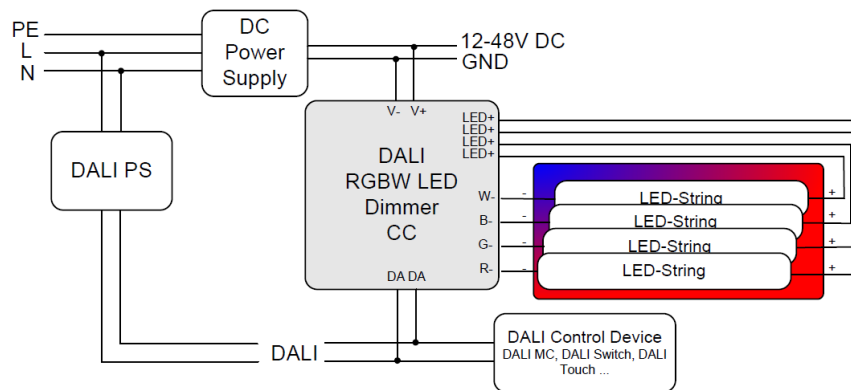 PE
L
N
DC
Power
Supply
12-48V DC
GND
V- V+
LED+
LED+
LED+
LED+
DALI PS
DALI
RGBW LED
Dimmer
CC
W-
B-
G-
R-
- LED-String +
- LED-String +
- LED-String +
- LED-String +
DA DA
DALI
DALI Control Device
DALI MC, DALI Switch, DALI
Touch ...